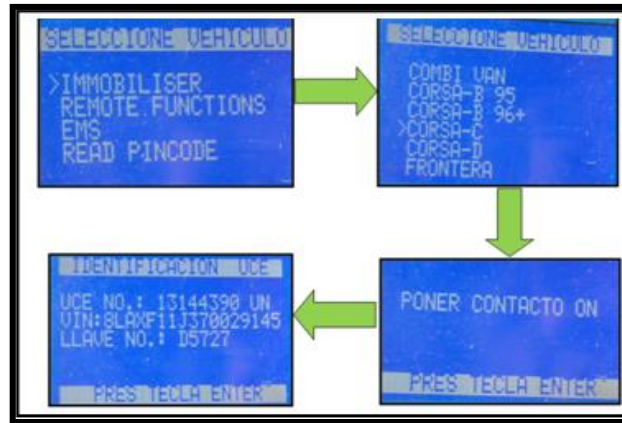 SELECCIONE VEHICULO
>IMMOBILISER
REMOTE FUNCTIONS
EMS
READ PINCODE
SELECCIONE VEHICULO
COMBI VAN
CORSA-B 95
CORSA-B 96+
>CORSA-C
CORSA-D
FRONTERA
PONER CONTACTO ON
PRES TECLA ENTER
IDENTIFICACION UCE
UCE NO.: 13144390 UN
VIN:8LAXF11J370029145
LLAVE NO.: D5727
PRES TECLA ENTER